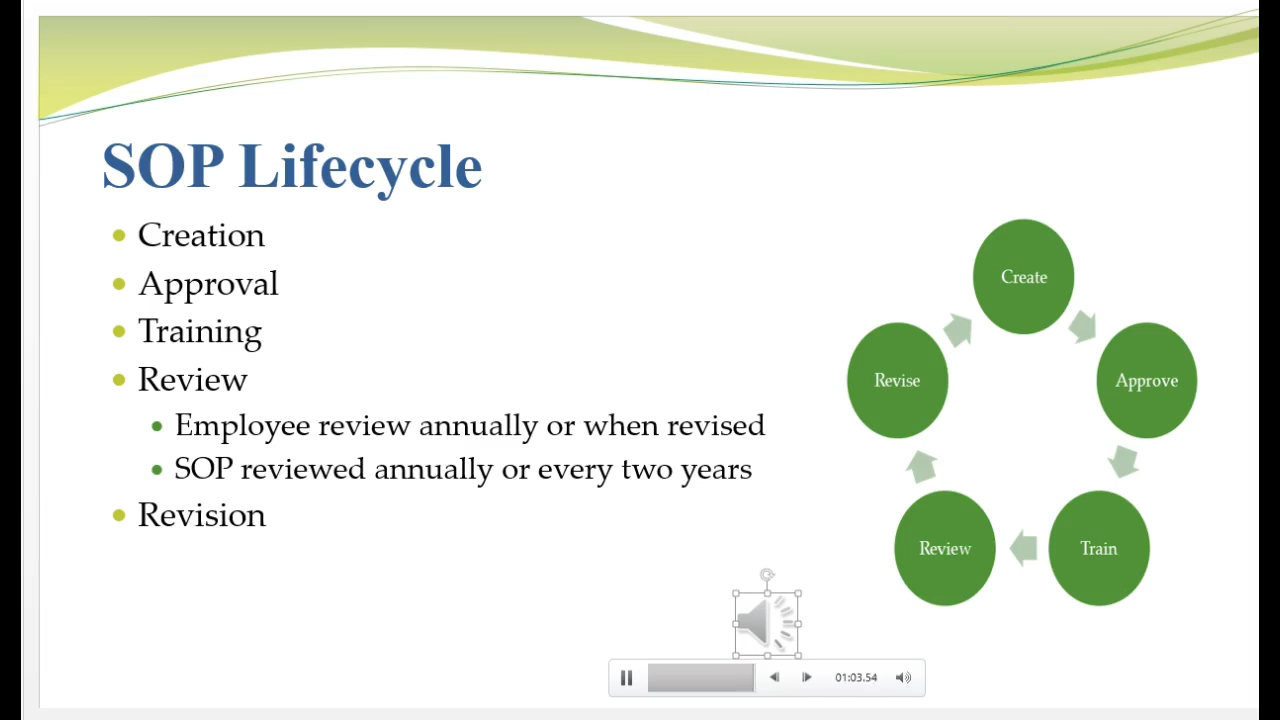 SOP Lifecycle
Creation
Approval
Training
Review
Employee review annually or when revised
SOP reviewed annually or every two years
Revision
Create
Approve
Train
Review
Revise
01:03.54